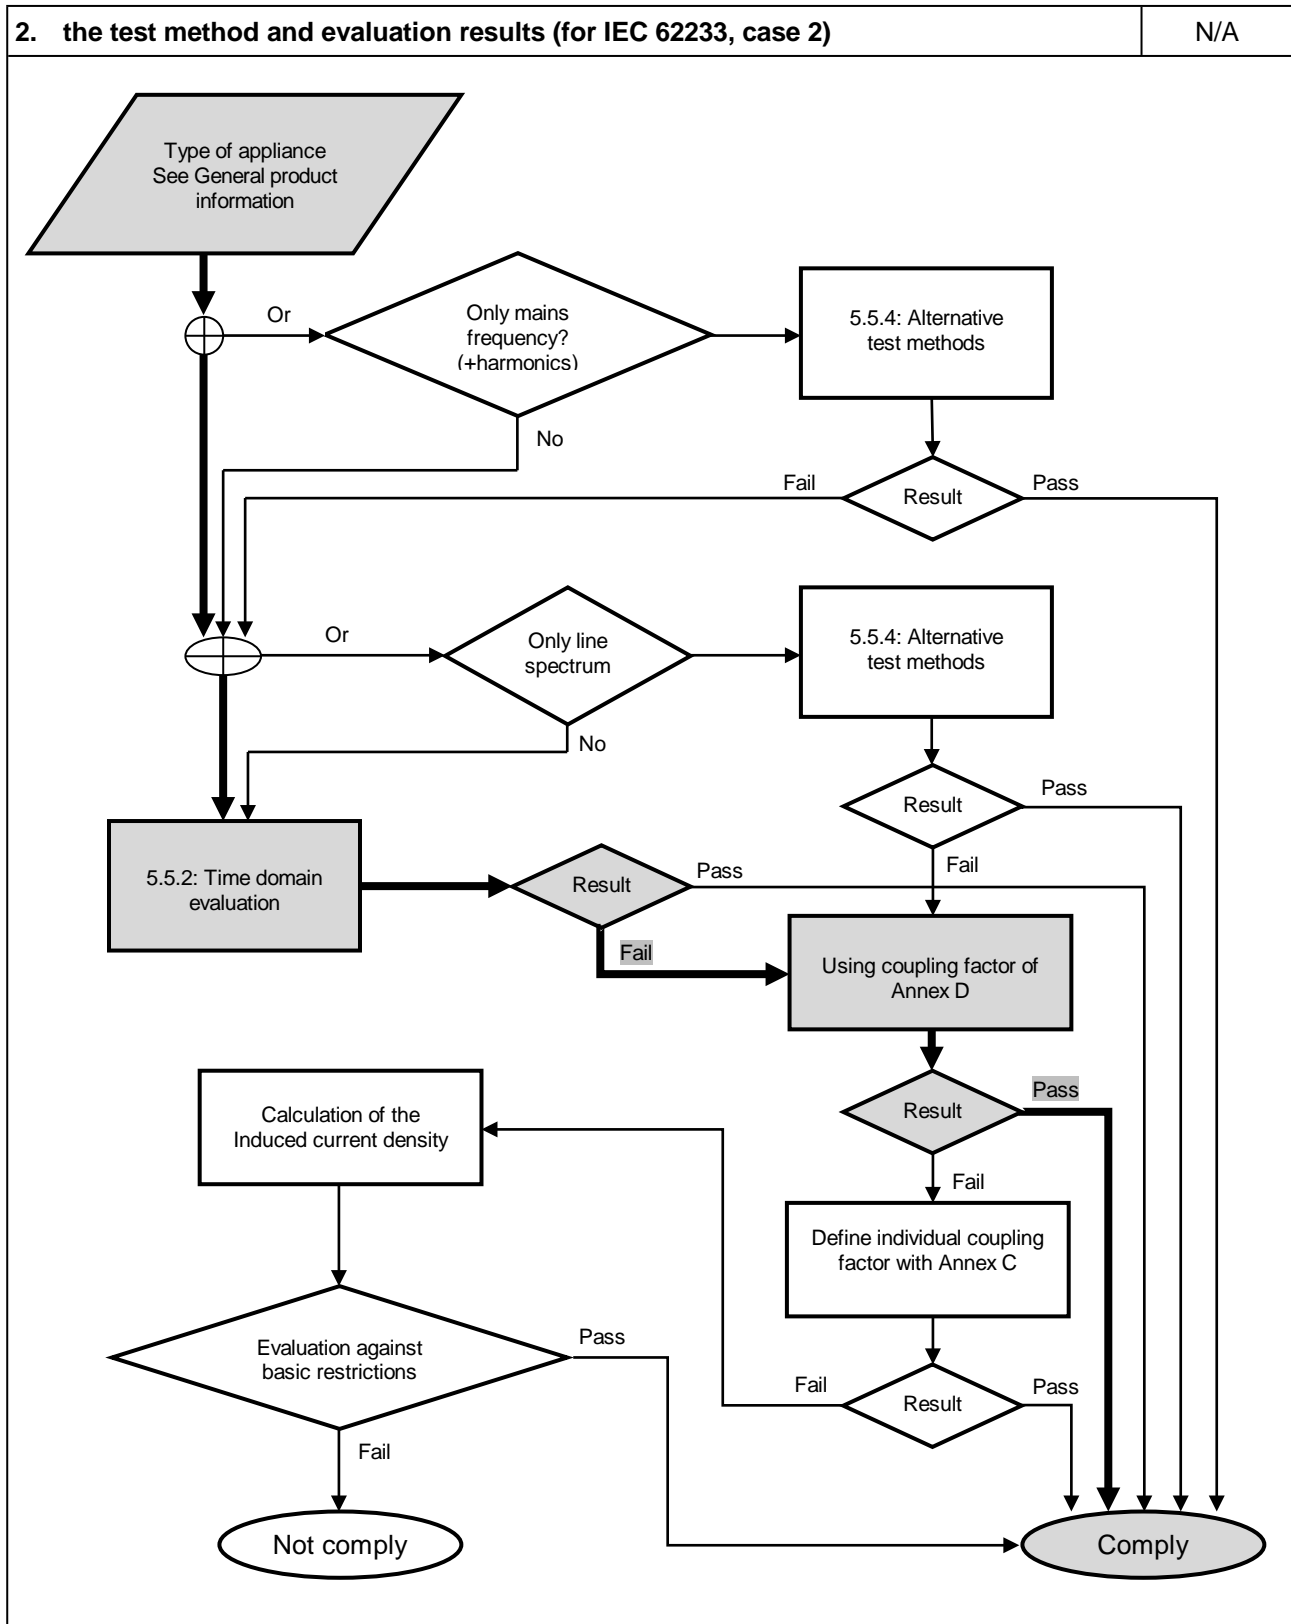 2. the test method and evaluation results (for IEC 62233, case 2)
N/A
Type of appliance
See General product
information
Or
Only mains
frequency?
(+harmonics)
5.5.4: Alternative
test methods
No
Fail
Result
Pass
Or
Only line
spectrum
5.5.4: Alternative
test methods
No
Result
Pass
Fail
5.5.2: Time domain
evaluation
Result
Pass
Fail
Using coupling factor of
Annex D
Result
Pass
Fail
Calculation of the
Induced current density
Define individual coupling
factor with Annex C
Evaluation against
basic restrictions
Pass
Fail
Fail
Result
Pass
Not comply
Comply